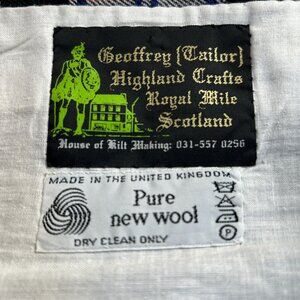 Geoffrey (Tailor)
Highland Crafts
Royal Mile
Scotland
House of Kilt Making: 031-557 0256
MADE IN THE UNITED KINGDOM
Pure
new wool
DRY CLEAN ONLY
P